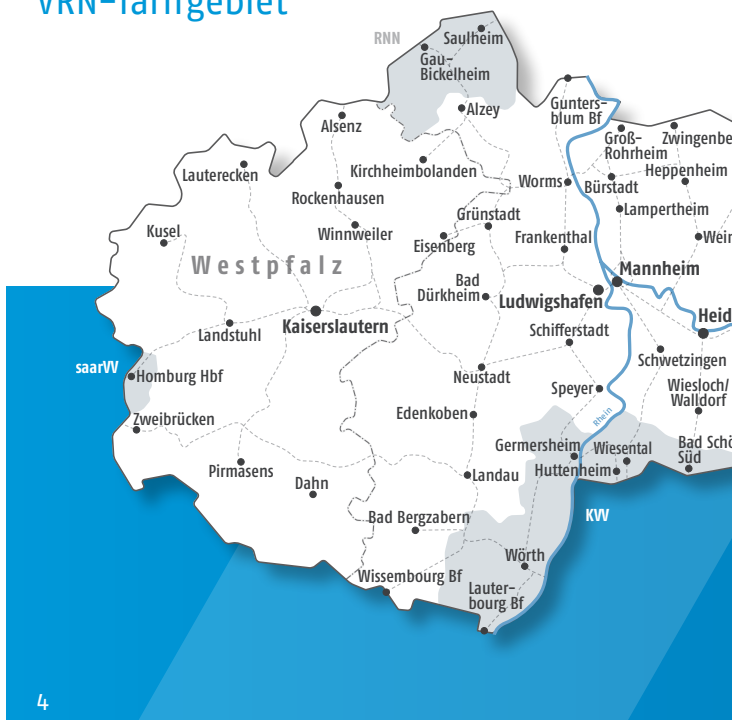 VRN-Tarifgebiet
RNN
Saulheim
Gau-
Bickelheim
Alzey
Gunters-
blum Bf
Alsenz
Groß-
Rohrheim
Zwingenbe
Kirchheimbolanden
Lauterecken
Heppenheim
Worms
Bürstadt
Rockenhausen
Lampertheim
Grünstadt
Kusel
Winnweiler
Eisenberg
Frankenthal
Wein
Westpfalz
Mannheim
Bad
Dürkheim
Ludwigshafen
Heid
Landstuhl
Kaiserslautern
Schifferstadt
saarVV
Homburg Hbf
Neustadt
Schwetzingen
Speyer
Wiesloch/
Walldorf
Zweibrücken
Edenkoben
Rhein
Germersheim
Wiesental
Bad Schö
Süd
Pirmasens
Dahn
Landau
Huttenheim
Bad Bergzabern
KVV
Wörth
Wissembourg Bf
Lauter-
bourg Bf
4